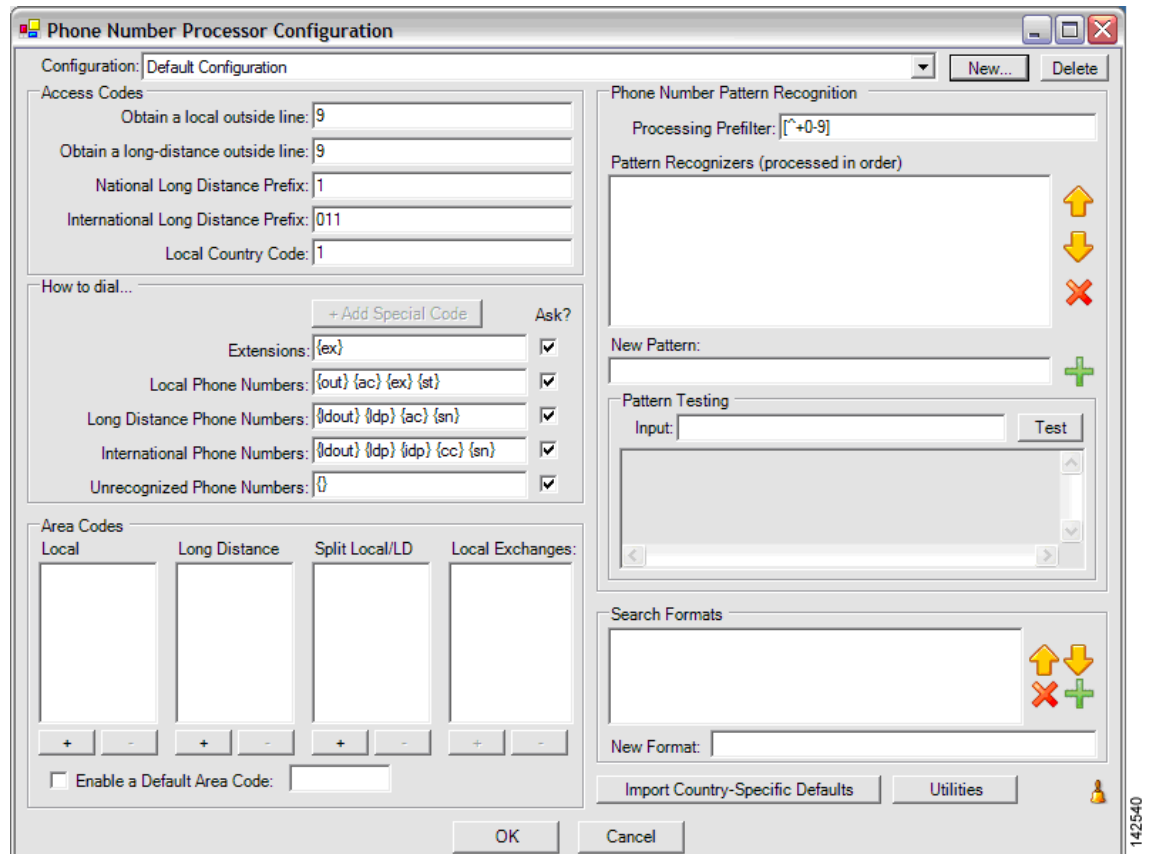 Phone Number Processor Configuration
Configuration: Default Configuration
New... Delete
Access Codes
Obtain a local outside line: 9
Obtain a long-distance outside line: 9
National Long Distance Prefix: 1
International Long Distance Prefix: 011
Local Country Code: 1
How to dial...
+ Add Special Code Ask?
Extensions: {ex}
Local Phone Numbers: {out} {ac} {ex} {st}
Long Distance Phone Numbers: {ldout} {ldp} {ac} {sn}
International Phone Numbers: {ldout} {ldp} {idp} {cc} {sn}
Unrecognized Phone Numbers: {}
Area Codes
Local Long Distance Split Local/LD Local Exchanges:
+ - + - + - + -
Enable a Default Area Code:
Phone Number Pattern Recognition
Processing Prefilter: [^+0-9]
Pattern Recognizers (processed in order)
New Pattern:
Pattern Testing
Input: Test
Search Formats
New Format:
Import Country-Specific Defaults Utilities
OK Cancel
142540